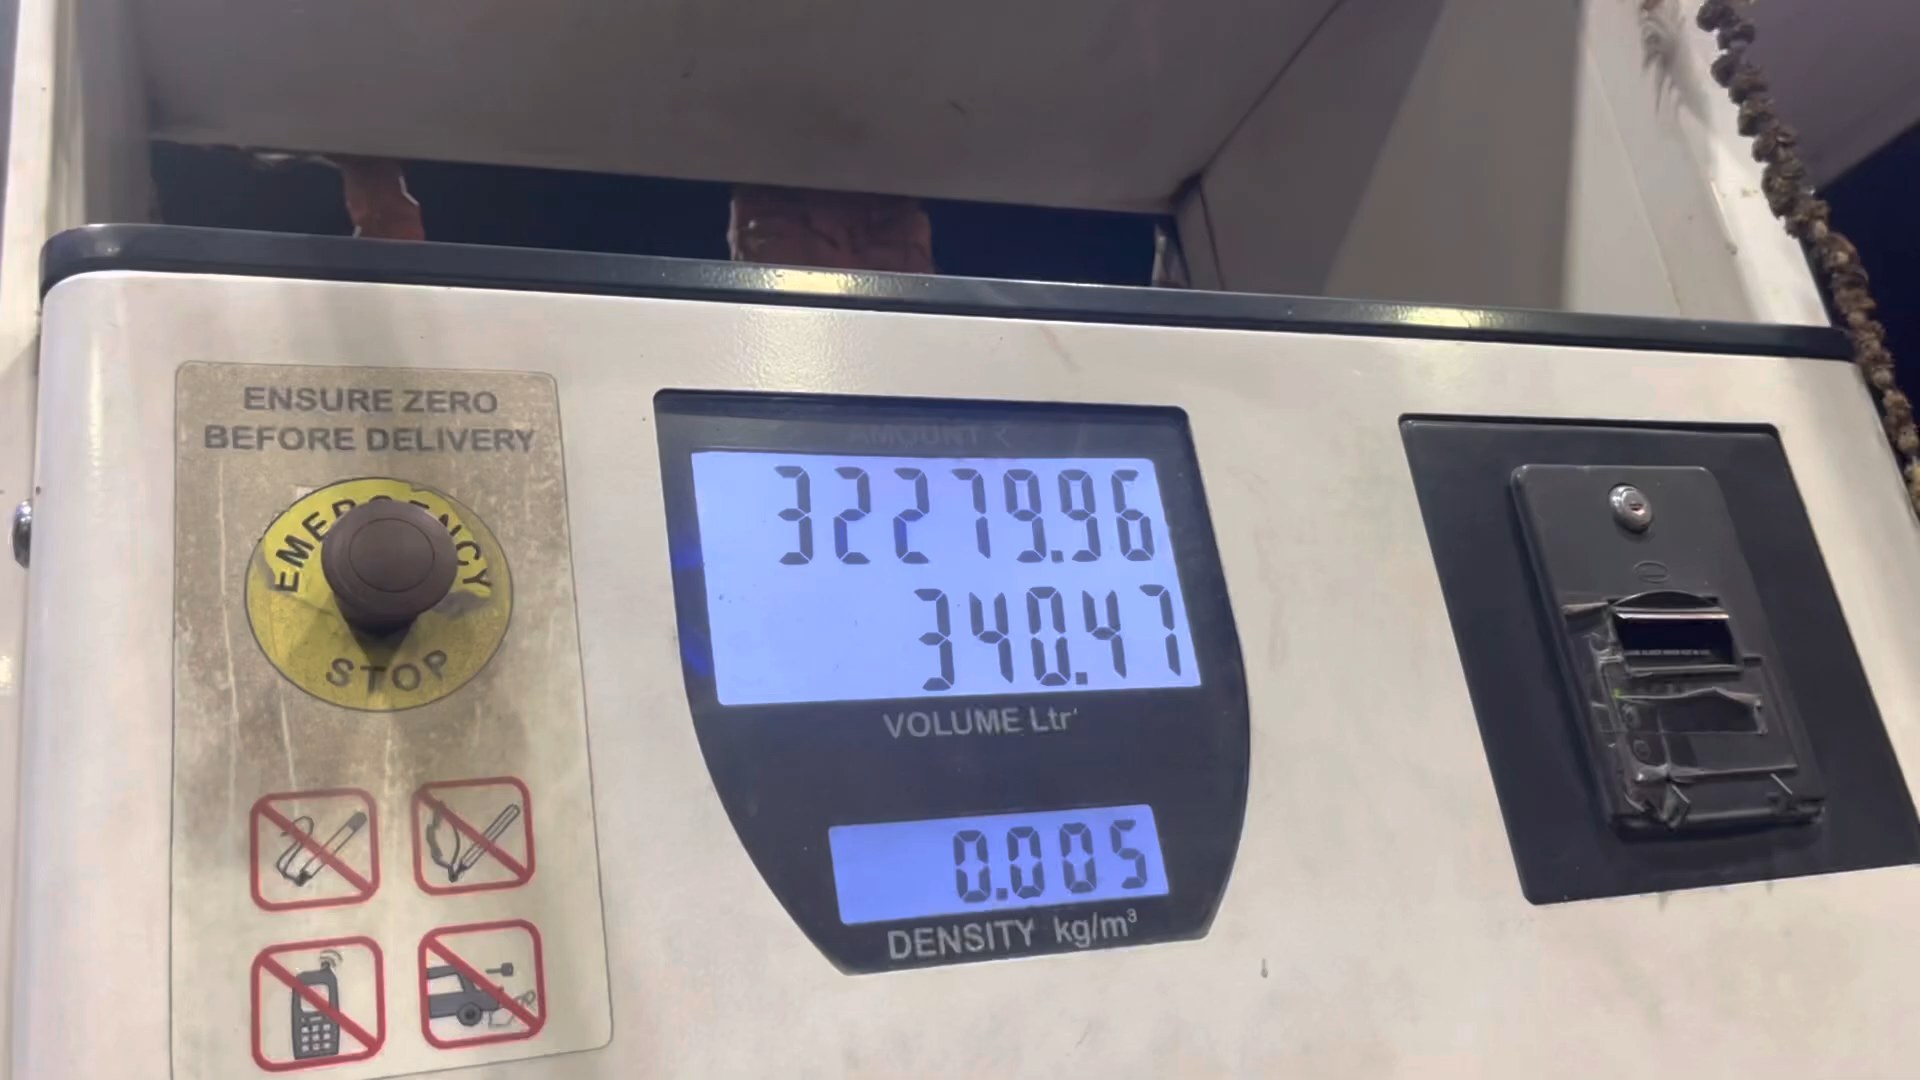 ENSURE ZERO
BEFORE DELIVERY
EMERGENCY
STOP
AMOUNT ₹
32279.96
340.47
VOLUME Ltr
0.005
DENSITY kg/m³